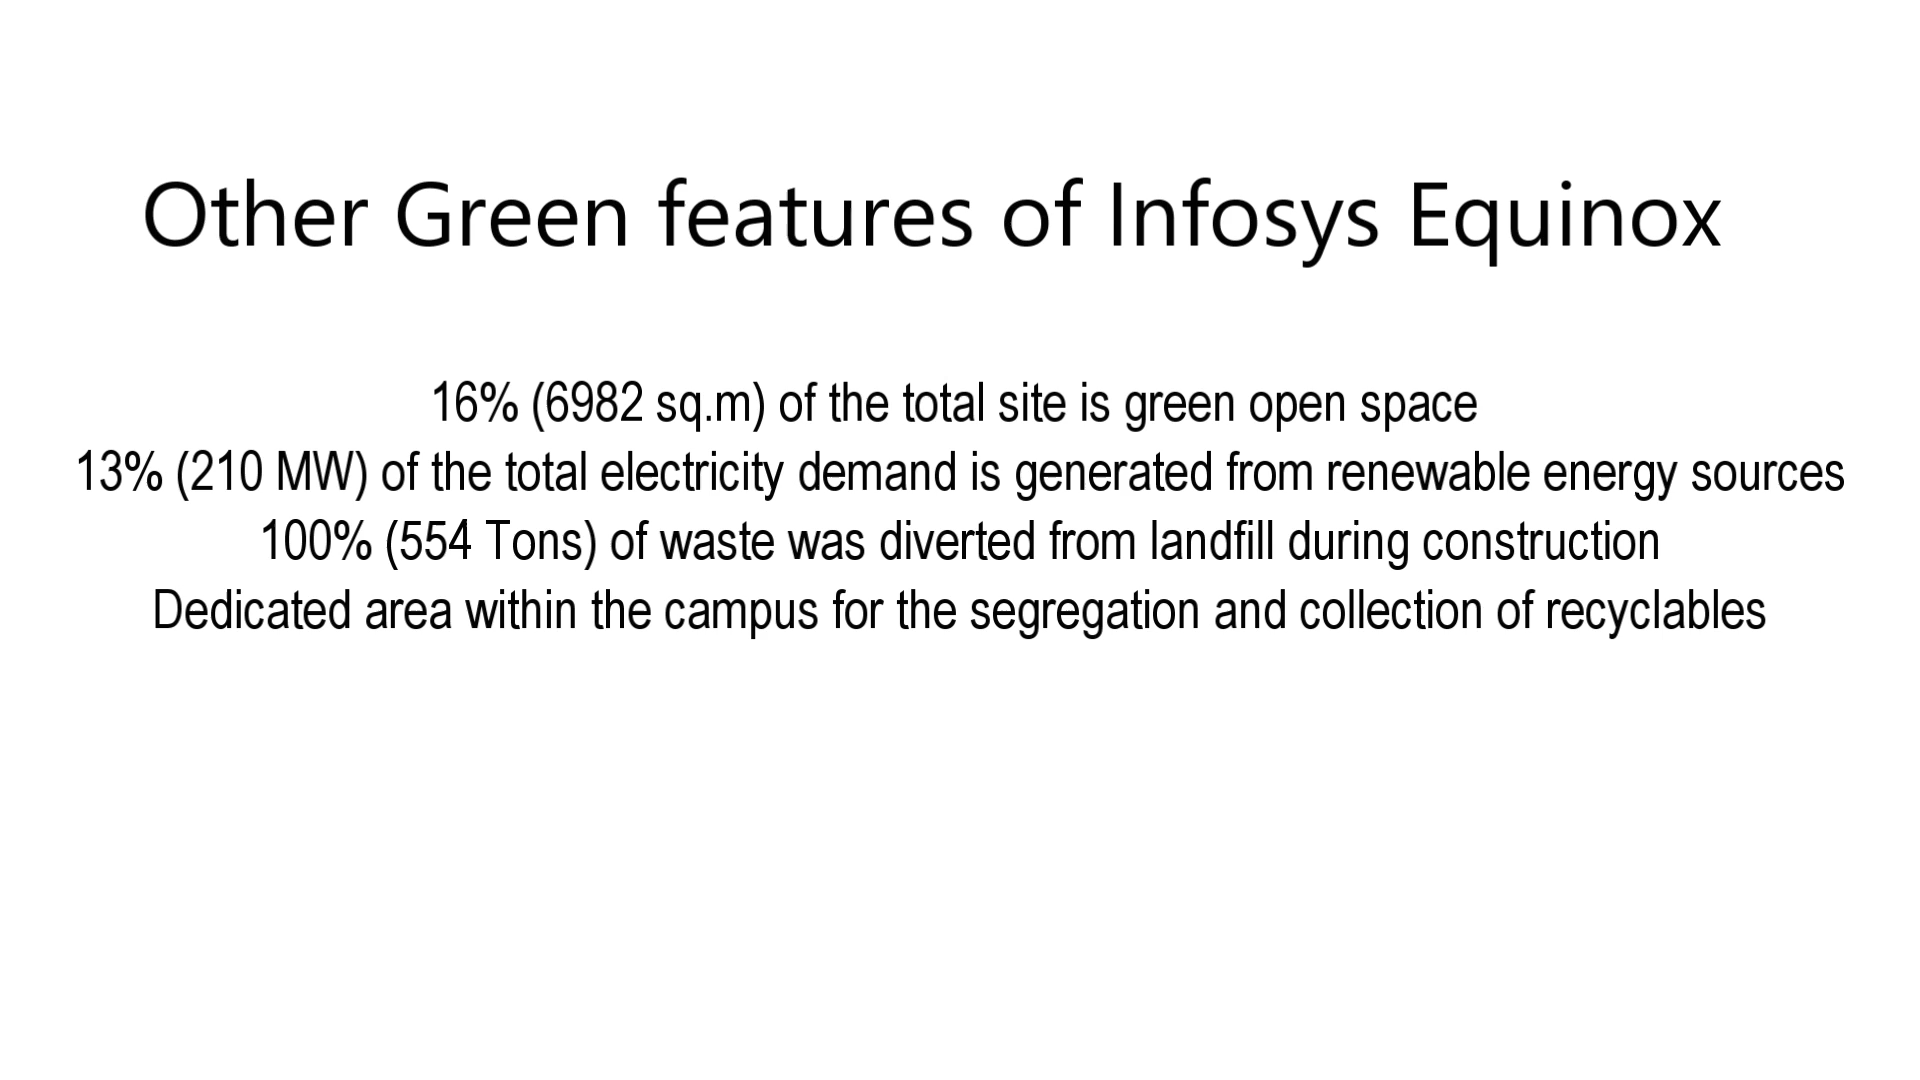 Other Green features of Infosys Equinox
16% (6982 sq.m) of the total site is green open space
13% (210 MW) of the total electricity demand is generated from renewable energy sources
100% (554 Tons) of waste was diverted from landfill during construction
Dedicated area within the campus for the segregation and collection of recyclables